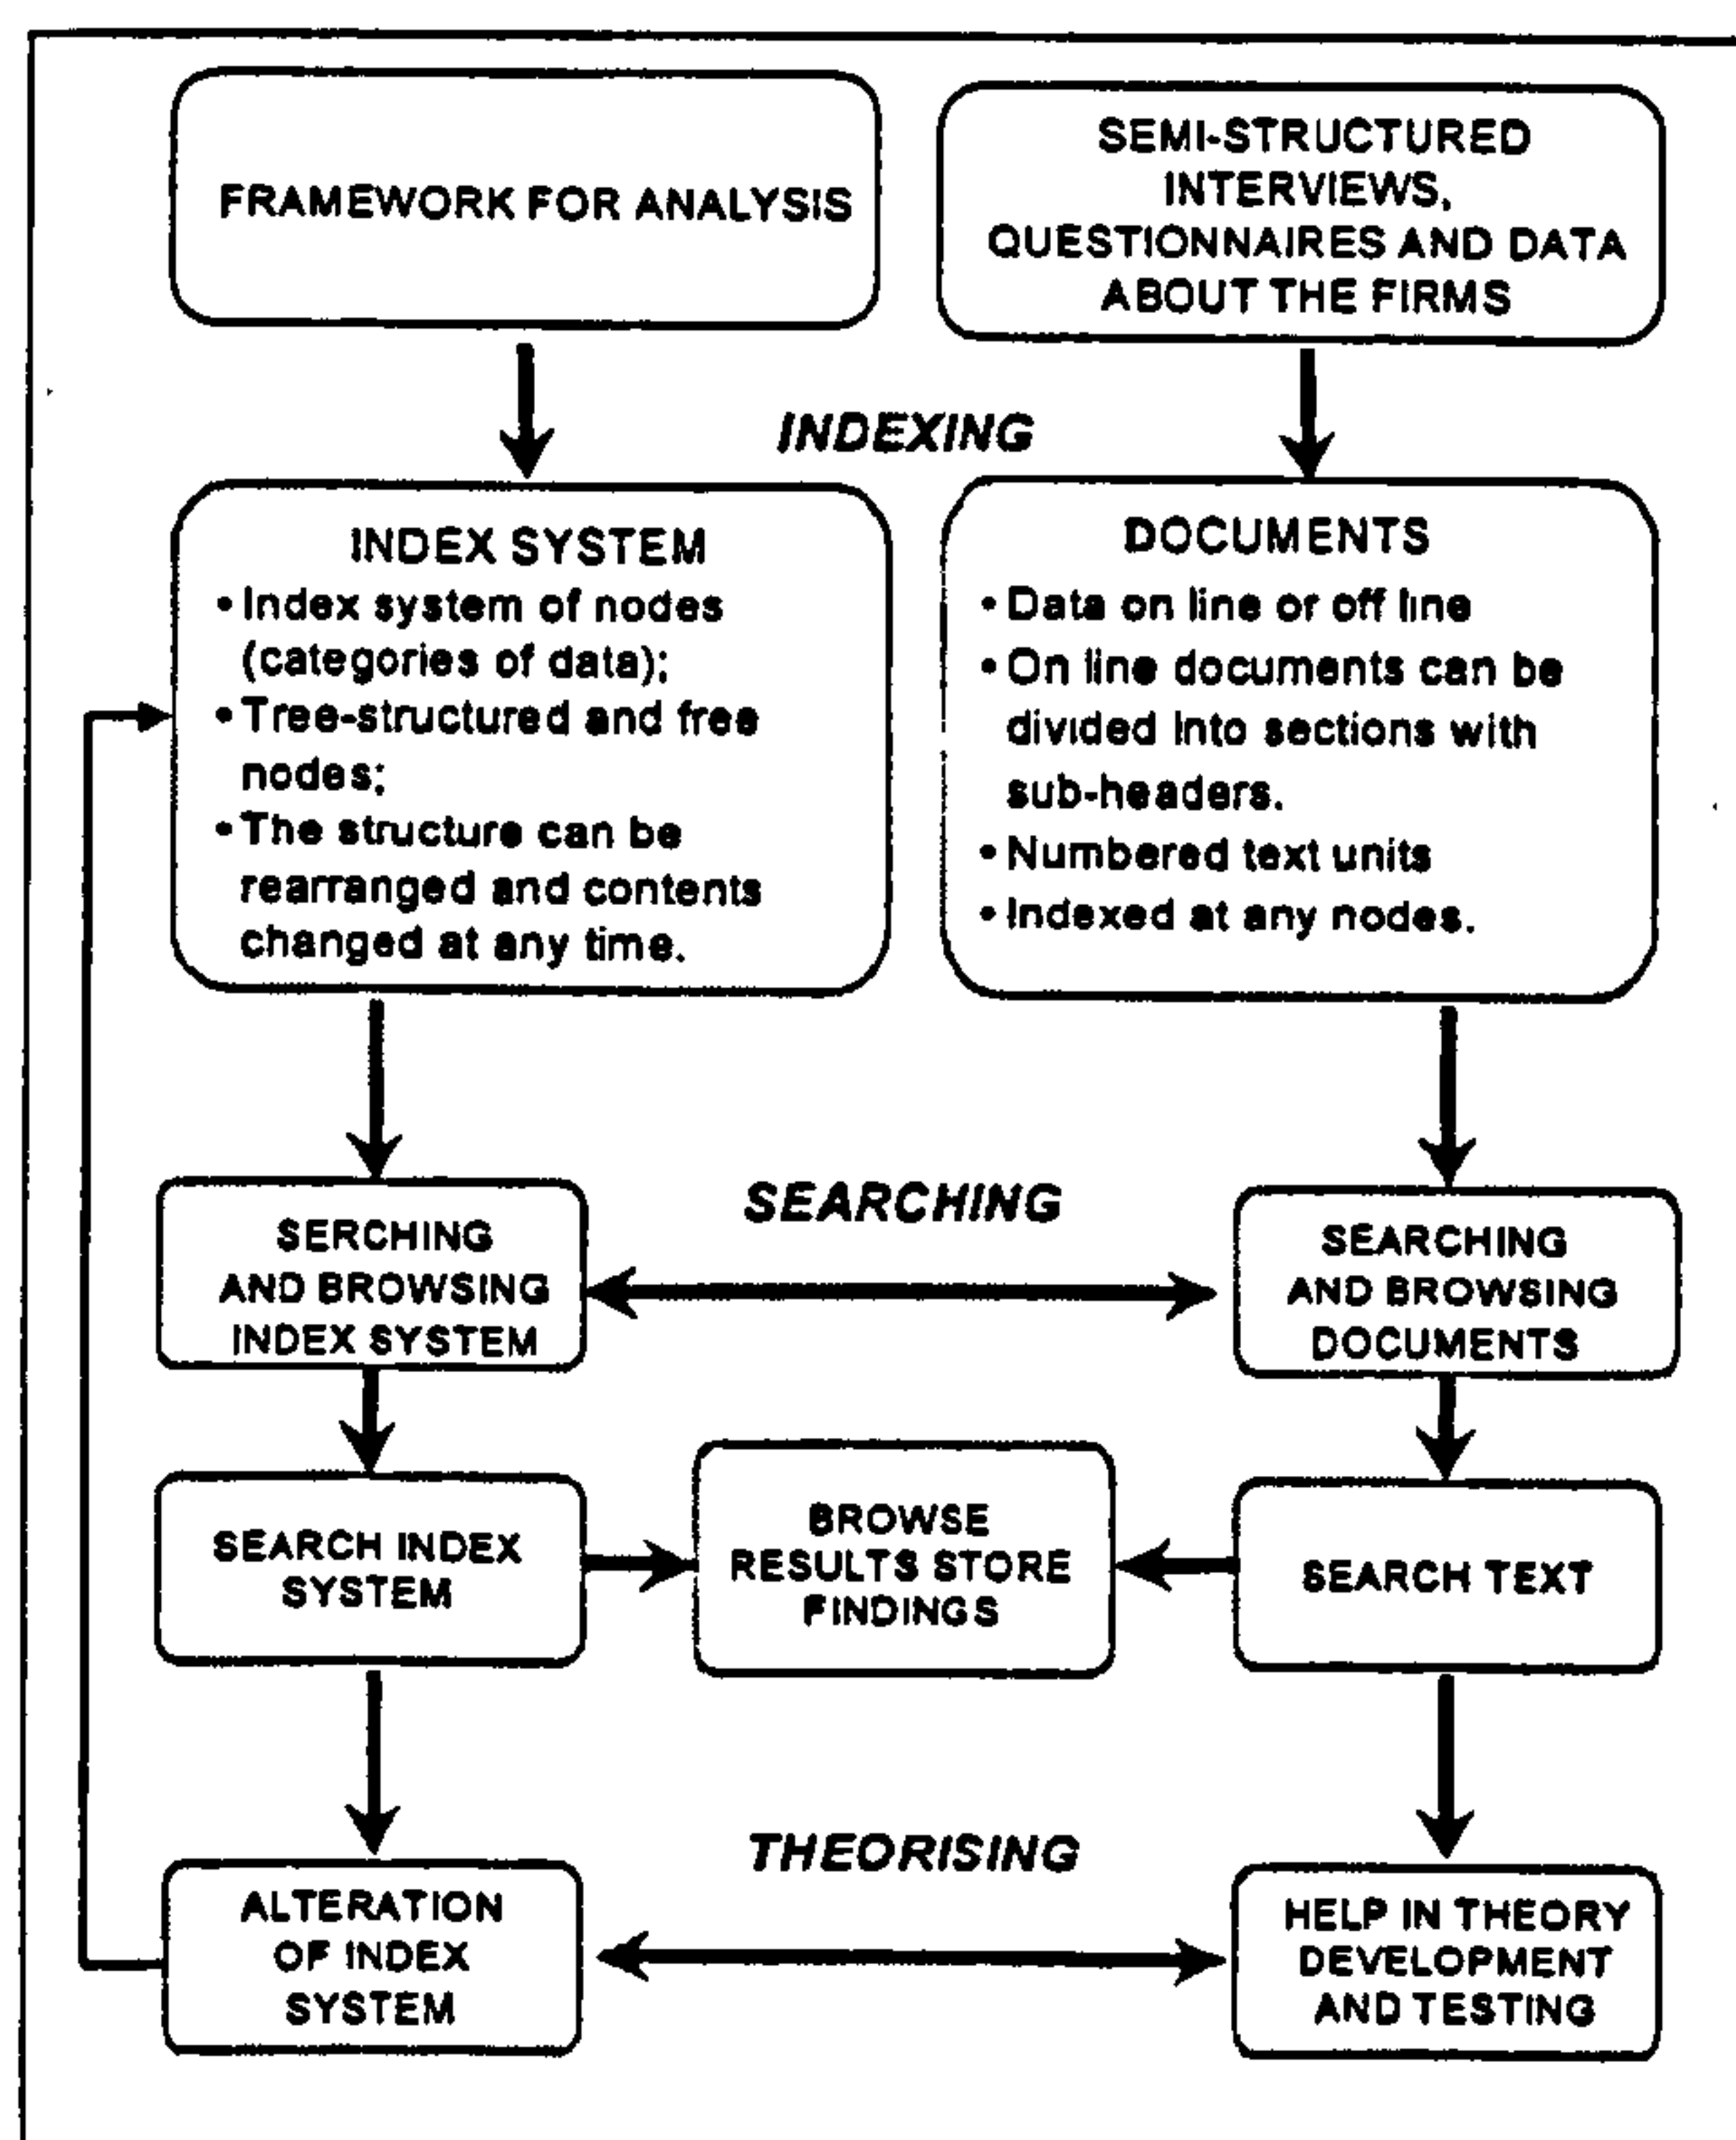 FRAMEWORK FOR ANALYSIS
SEMI-STRUCTURED
INTERVIEWS,
QUESTIONNAIRES AND DATA
ABOUT THE FIRMS
INDEXING
INDEX SYSTEM
• Index system of nodes
(categories of data);
• Tree-structured and free
nodes;
• The structure can be
rearranged and contents
changed at any time.
DOCUMENTS
• Data on line or off line
• On line documents can be
divided into sections with
sub-headers.
• Numbered text units
• Indexed at any nodes.
SEARCHING
SERCHING
AND BROWSING
INDEX SYSTEM
SEARCHING
AND BROWSING
DOCUMENTS
SEARCH INDEX
SYSTEM
BROWSE
RESULTS STORE
FINDINGS
SEARCH TEXT
THEORISING
ALTERATION
OF INDEX
SYSTEM
HELP IN THEORY
DEVELOPMENT
AND TESTING